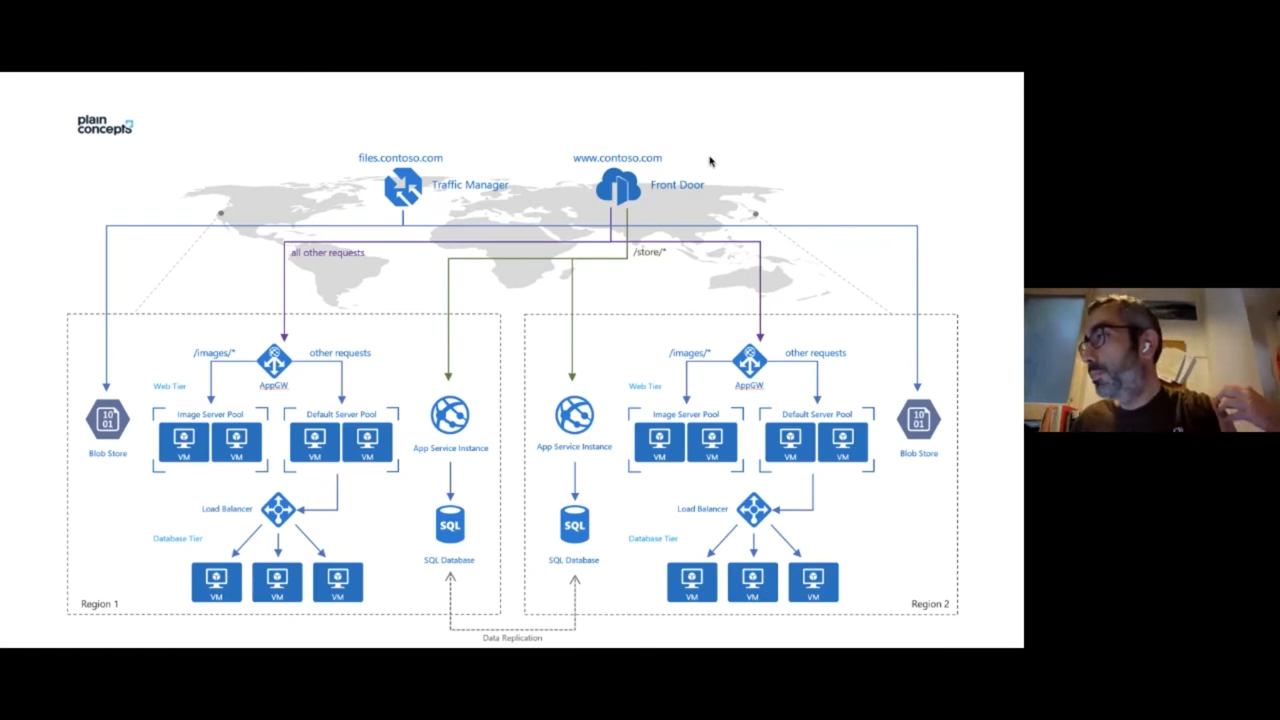 plain
concepts
files.contoso.com
www.contoso.com
Traffic Manager
Front Door
all other requests
/store/*
/images/*
other requests
/images/*
other requests
Web Tier
AppGW
Web Tier
AppGW
10
01
Image Server Pool
Default Server Pool
Image Server Pool
Default Server Pool
10
01
VM
VM
VM
VM
VM
VM
VM
VM
Blob Store
App Service Instance
App Service Instance
Blob Store
Load Balancer
Load Balancer
SQL
SQL
Database Tier
Database Tier
SQL Database
SQL Database
VM
VM
VM
VM
VM
VM
Region 1
Region 2
Data Replication